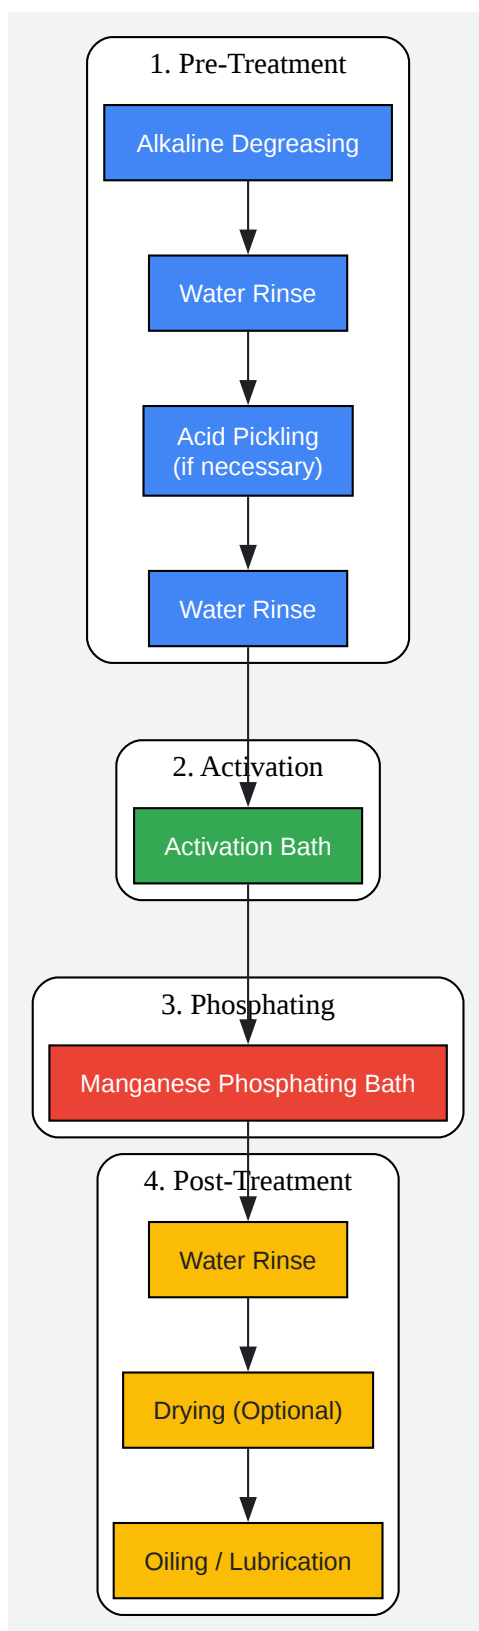 1. Pre-Treatment
Alkaline Degreasing
Water Rinse
Acid Pickling
(if necessary)
Water Rinse
2. Activation
Activation Bath
3. Phosphating
Manganese Phosphating Bath
4. Post-Treatment
Water Rinse
Drying (Optional)
Oiling / Lubrication